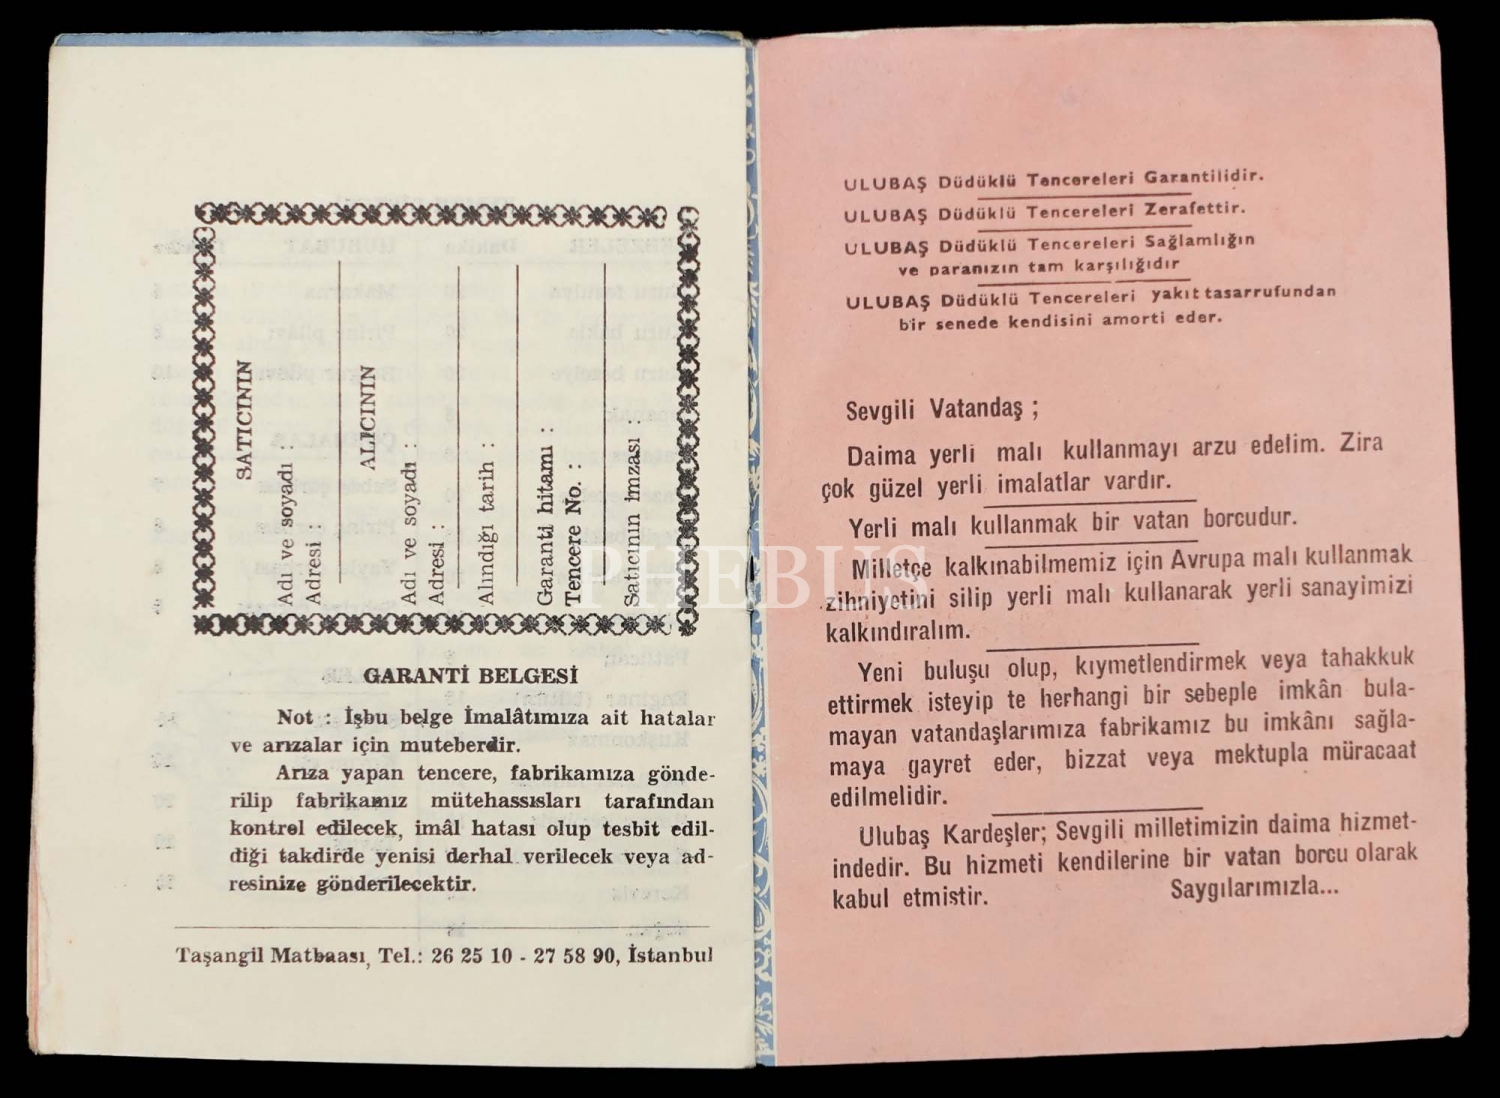 SATICININ
Adı ve soyadı :
Adresi :
ALICININ
Adı ve soyadı :
Adresi :
Alındığı tarih :
Garanti hitamı :
Tencere No. :
Satıcının imzası :
GARANTİ BELGESİ
Not : İşbu belge İmalâtımıza ait hatalar
ve arızalar için muteberdir.
Arıza yapan tencere, fabrikamıza gönde-
rilip fabrikamız mütehassısları tarafından
kontrol edilecek, imâl hatası olup tesbit edil-
diği takdirde yenisi derhal verilecek veya ad-
resinize gönderilecektir.
Taşangil Matbaası, Tel.: 26 25 10 - 27 58 90, İstanbul
ULUBAŞ Düdüklü Tencereleri Garantilidir.
ULUBAŞ Düdüklü Tencereleri Zerafettir.
ULUBAŞ Düdüklü Tencereleri Sağlamlığın
ve paranızın tam karşılığıdır
ULUBAŞ Düdüklü Tencereleri yakıt tasarrufundan
bir senede kendisini amorti eder.
Sevgili Vatandaş ;
Daima yerli malı kullanmayı arzu edelim. Zira
çok güzel yerli imalatlar vardır.
Yerli malı kullanmak bir vatan borcudur.
Milletçe kalkınabilmemiz için Avrupa malı kullanmak
zihniyetini silip yerli malı kullanarak yerli sanayimizi
kalkındıralım.
Yeni buluşu olup, kıymetlendirmek veya tahakkuk
ettirmek isteyip te herhangi bir sebeple imkân bula-
mayan vatandaşlarımıza fabrikamız bu imkânı sağla-
maya gayret eder, bizzat veya mektupla müracaat
edilmelidir.
Ulubaş Kardeşler; Sevgili milletimizin daima hizmet-
indedir. Bu hizmeti kendilerine bir vatan borcu olarak
kabul etmiştir. Saygılarımızla...
PHEBUS